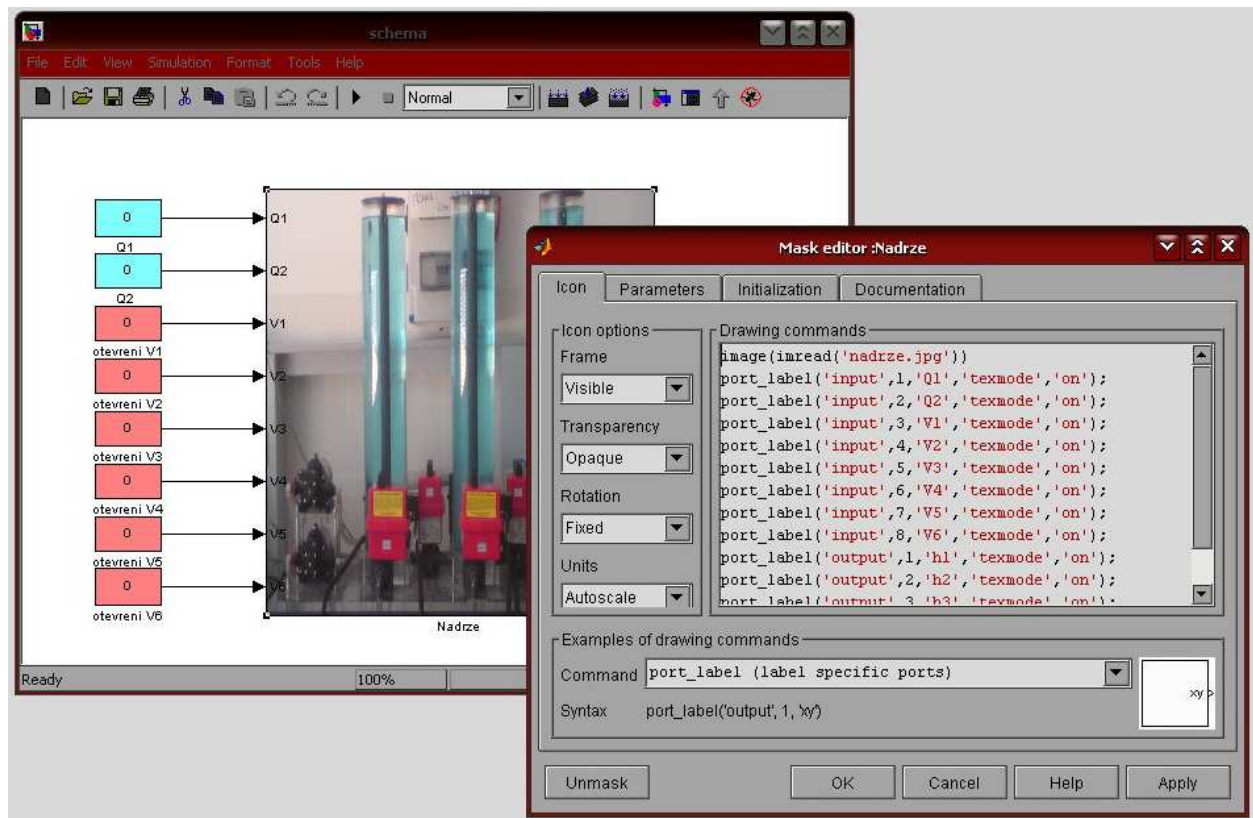 schema
File Edit View Simulation Format Tools Help
Normal
0
Q1
0
Q2
0
otevreni V1
0
otevreni V2
0
otevreni V3
0
otevreni V4
0
otevreni V5
0
otevreni V6
Q1
Q2
V1
V2
V3
V4
V5
V6
Nadrze
Ready 100%
Mask editor :Nadrze
Icon Parameters Initialization Documentation
Icon options
Frame
Visible
Transparency
Opaque
Rotation
Fixed
Units
Autoscale
Drawing commands
image(imread('nadrze.jpg'))
port_label('input',1,'Q1','texmode','on');
port_label('input',2,'Q2','texmode','on');
port_label('input',3,'V1','texmode','on');
port_label('input',4,'V2','texmode','on');
port_label('input',5,'V3','texmode','on');
port_label('input',6,'V4','texmode','on');
port_label('input',7,'V5','texmode','on');
port_label('input',8,'V6','texmode','on');
port_label('output',1,'h1','texmode','on');
port_label('output',2,'h2','texmode','on');
port_label('output',3,'h3','texmode','on');
Examples of drawing commands
Command port_label (label specific ports)
Syntax port_label('output', 1, 'xy')
xy
Unmask OK Cancel Help Apply